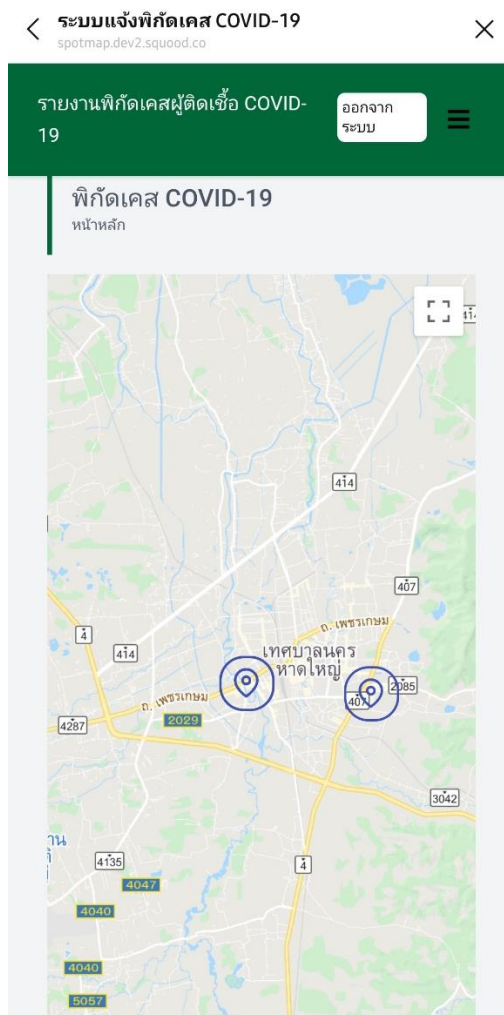 ระบบแจ้งพิกัดเคส COVID-19
spotmap.dev2.squood.co
รายงานพิกัดเคสผู้ติดเชื้อ COVID-
19
ออกจาก
ระบบ
พิกัดเคส COVID-19
หน้าหลัก
414
407
ถ. เพชรเกษม
4
414
เทศบาลนคร
หาดใหญ่
2085
407
ถ. เพชรเกษม
2029
4287
3042
4135
4
4047
4040
4040
5057